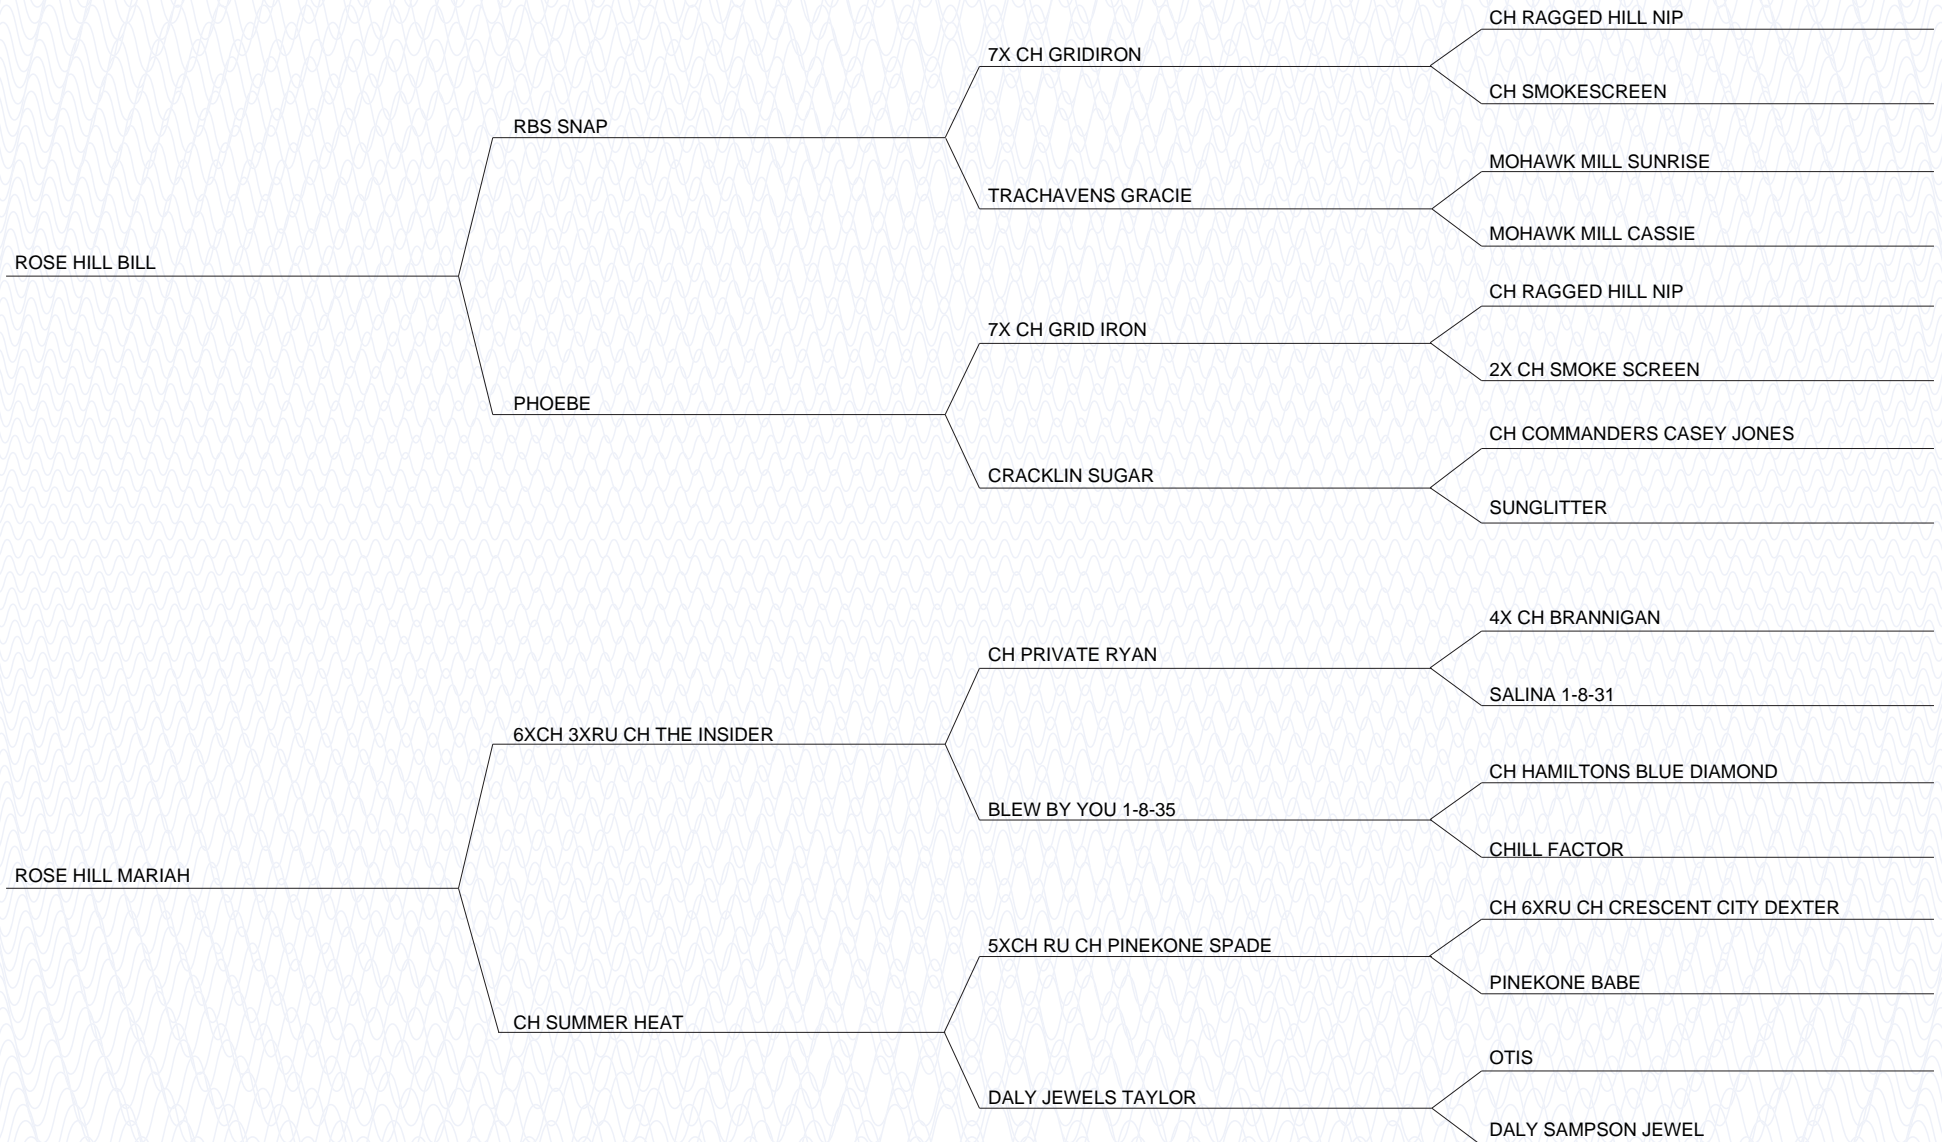 CH RAGGED HILL NIP
7X CH GRIDIRON
CH SMOKESCREEN
RBS SNAP
MOHAWK MILL SUNRISE
TRACHAVENS GRACIE
MOHAWK MILL CASSIE
ROSE HILL BILL
CH RAGGED HILL NIP
7X CH GRID IRON
2X CH SMOKE SCREEN
PHOEBE
CH COMMANDERS CASEY JONES
CRACKLIN SUGAR
SUNGLITTER
4X CH BRANNIGAN
CH PRIVATE RYAN
SALINA 1-8-31
6XCH 3XRU CH THE INSIDER
CH HAMILTONS BLUE DIAMOND
BLEW BY YOU 1-8-35
CHILL FACTOR
ROSE HILL MARIAH
CH 6XRU CH CRESCENT CITY DEXTER
5XCH RU CH PINEKONE SPADE
PINEKONE BABE
CH SUMMER HEAT
OTIS
DALY JEWELS TAYLOR
DALY SAMPSON JEWEL